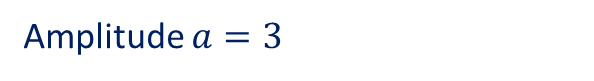 Amplitude a = 3